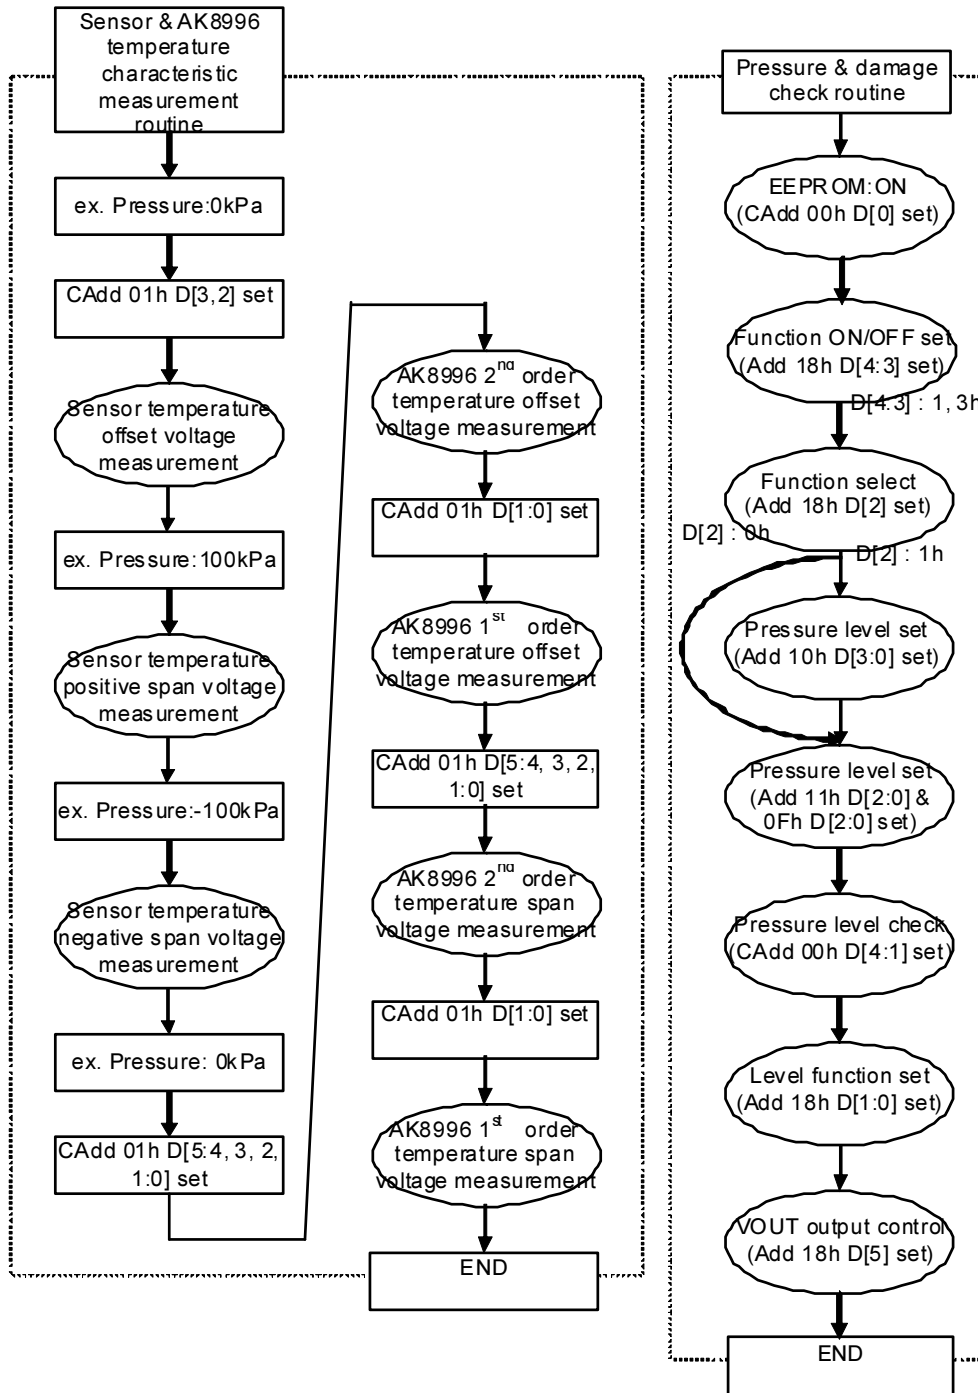 Sensor & AK8996
temperature
characteristic
measurement
routine
ex. Pressure:0kPa
CAdd 01h D[3,2] set
Sensor temperature
offset voltage
measurement
ex. Pressure:100kPa
Sensor temperature
positive span voltage
measurement
ex. Pressure:-100kPa
Sensor temperature
negative span voltage
measurement
ex. Pressure: 0kPa
CAdd 01h D[5:4, 3, 2,
1:0] set
AK8996 2nd order
temperature offset
voltage measurement
CAdd 01h D[1:0] set
AK8996 1st order
temperature offset
voltage measurement
CAdd 01h D[5:4, 3, 2,
1:0] set
AK8996 2nd order
temperature span
voltage measurement
CAdd 01h D[1:0] set
AK8996 1st order
temperature span
voltage measurement
END
Pressure & damage
check routine
EEPROM:ON
(CAdd 00h D[0] set)
Function ON/OFF set
(Add 18h D[4:3] set)
D[4:3] : 1, 3h
Function select
(Add 18h D[2] set)
D[2] : 0h
D[2] : 1h
Pressure level set
(Add 10h D[3:0] set)
Pressure level set
(Add 11h D[2:0] &
0Fh D[2:0] set)
Pressure level check
(CAdd 00h D[4:1] set)
Level function set
(Add 18h D[1:0] set)
VOUT output control
(Add 18h D[5] set)
END